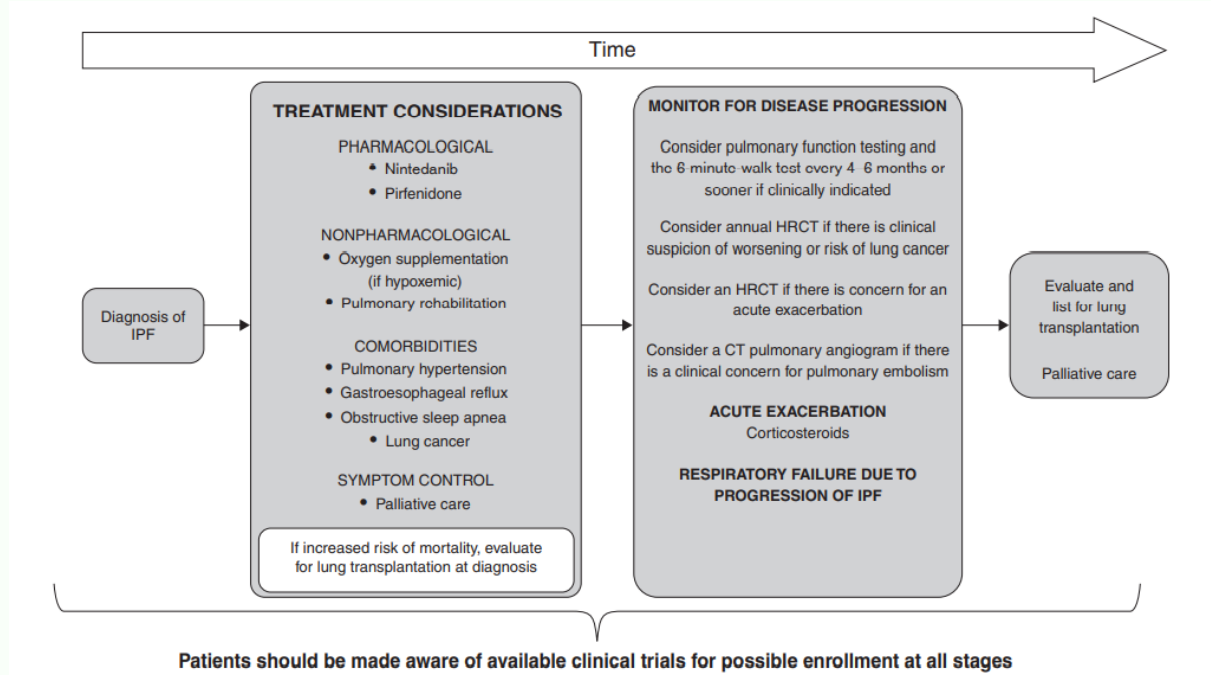 Time
Diagnosis of
IPF
TREATMENT CONSIDERATIONS
PHARMACOLOGICAL
• Nintedanib
• Pirfenidone
NONPHARMACOLOGICAL
• Oxygen supplementation
(if hypoxemic)
• Pulmonary rehabilitation
COMORBIDITIES
• Pulmonary hypertension
• Gastroesophageal reflux
• Obstructive sleep apnea
• Lung cancer
SYMPTOM CONTROL
• Palliative care
If increased risk of mortality, evaluate
for lung transplantation at diagnosis
MONITOR FOR DISEASE PROGRESSION
Consider pulmonary function testing and
the 6-minute-walk test every 4–6 months or
sooner if clinically indicated
Consider annual HRCT if there is clinical
suspicion of worsening or risk of lung cancer
Consider an HRCT if there is concern for an
acute exacerbation
Consider a CT pulmonary angiogram if there
is a clinical concern for pulmonary embolism
ACUTE EXACERBATION
Corticosteroids
RESPIRATORY FAILURE DUE TO
PROGRESSION OF IPF
Evaluate and
list for lung
transplantation
Palliative care
Patients should be made aware of available clinical trials for possible enrollment at all stages